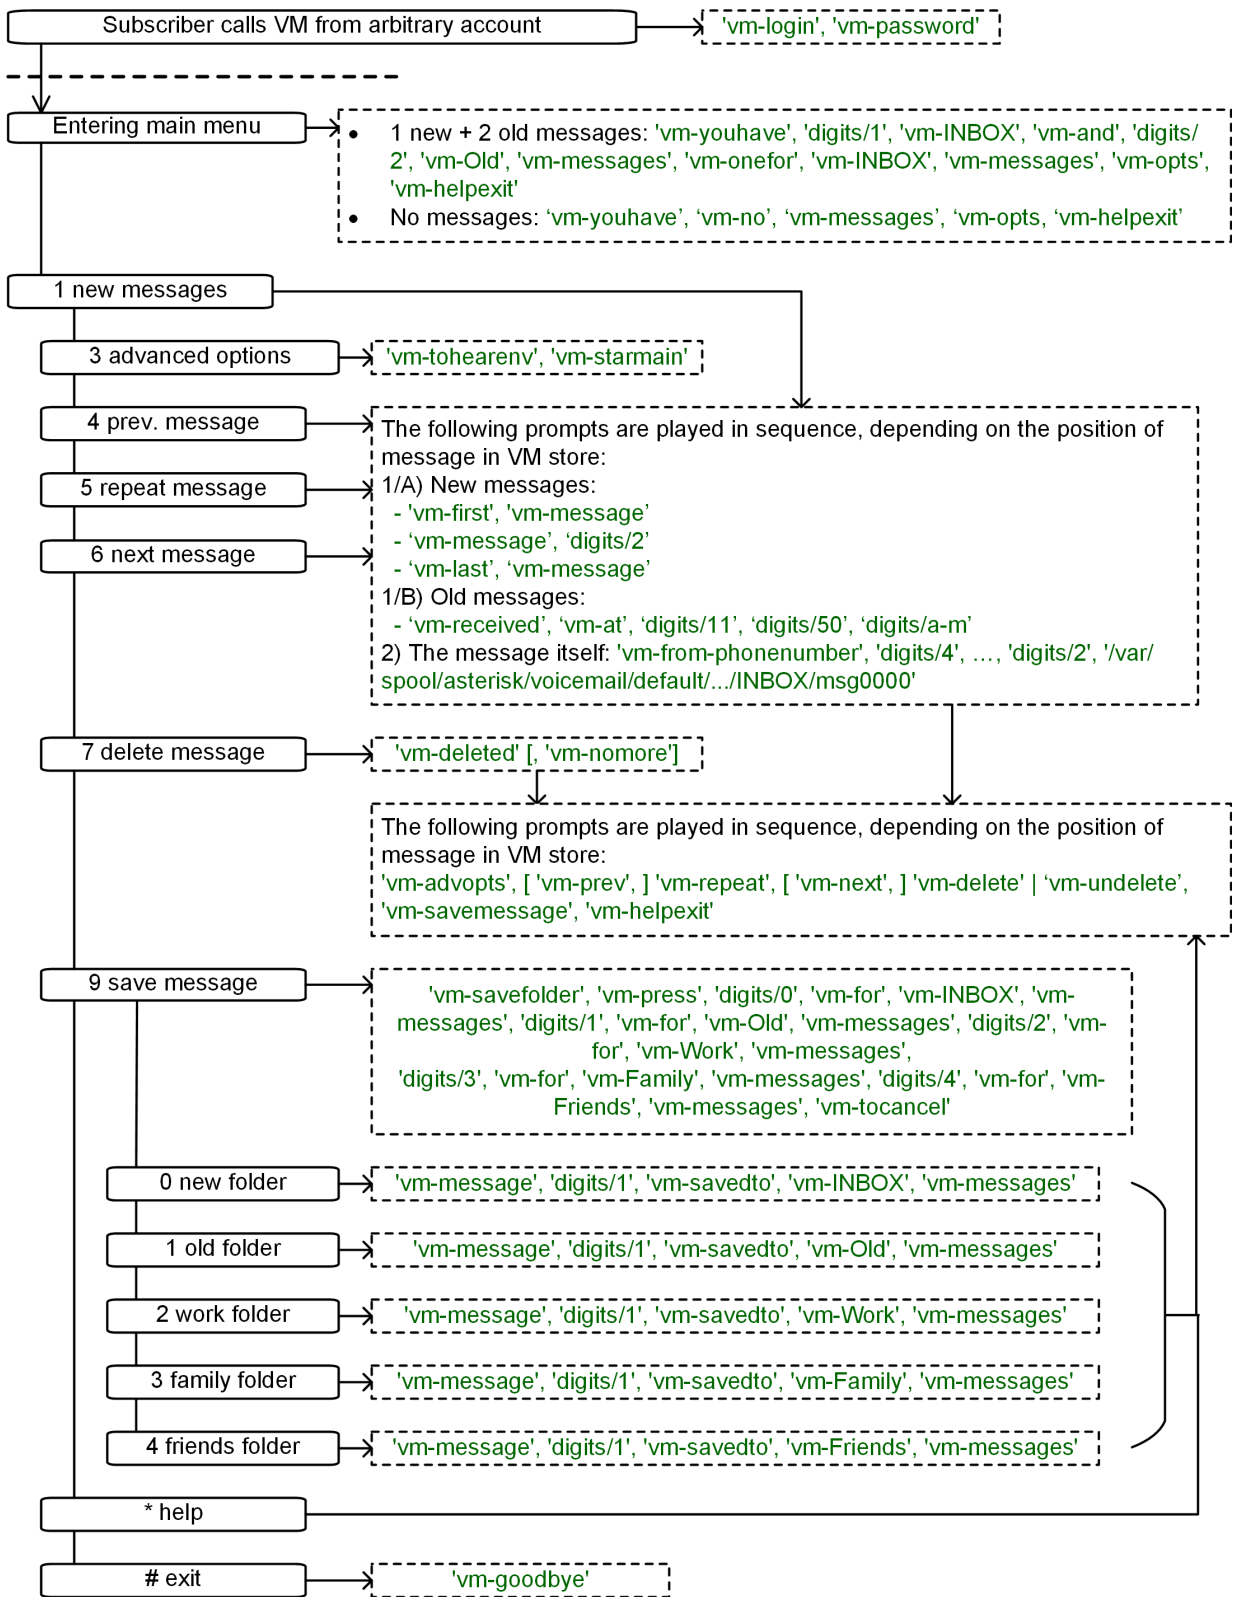 Subscriber calls VM from arbitrary account
'vm-login', 'vm-password'
Entering main menu
• 1 new + 2 old messages: 'vm-youhave', 'digits/1', 'vm-INBOX', 'vm-and', 'digits/
2', 'vm-Old', 'vm-messages', 'vm-onefor', 'vm-INBOX', 'vm-messages', 'vm-opts',
'vm-helpexit'
• No messages: ‘vm-youhave’, ‘vm-no’, ‘vm-messages’, ‘vm-opts, ‘vm-helpexit’
1 new messages
3 advanced options
'vm-tohearenv', 'vm-starmain'
4 prev. message
5 repeat message
6 next message
The following prompts are played in sequence, depending on the position of
message in VM store:
1/A) New messages:
- 'vm-first', 'vm-message’
- ‘vm-message’, ‘digits/2’
- ‘vm-last’, ‘vm-message’
1/B) Old messages:
- ‘vm-received’, ‘vm-at’, ‘digits/11’, ‘digits/50’, ‘digits/a-m’
2) The message itself: 'vm-from-phonenumber', 'digits/4', …, 'digits/2', '/var/
spool/asterisk/voicemail/default/.../INBOX/msg0000'
7 delete message
'vm-deleted' [, 'vm-nomore']
The following prompts are played in sequence, depending on the position of
message in VM store:
'vm-advopts', [ 'vm-prev', ] 'vm-repeat', [ 'vm-next', ] 'vm-delete' | ‘vm-undelete’,
'vm-savemessage', 'vm-helpexit'
9 save message
'vm-savefolder', 'vm-press', 'digits/0', 'vm-for', 'vm-INBOX', 'vm-
messages', 'digits/1', 'vm-for', 'vm-Old', 'vm-messages', 'digits/2', 'vm-
for', 'vm-Work', 'vm-messages',
'digits/3', 'vm-for', 'vm-Family', 'vm-messages', 'digits/4', 'vm-for', 'vm-
Friends', 'vm-messages', 'vm-tocancel'
0 new folder
'vm-message', 'digits/1', 'vm-savedto', 'vm-INBOX', 'vm-messages'
1 old folder
'vm-message', 'digits/1', 'vm-savedto', 'vm-Old', 'vm-messages'
2 work folder
'vm-message', 'digits/1', 'vm-savedto', 'vm-Work', 'vm-messages'
3 family folder
'vm-message', 'digits/1', 'vm-savedto', 'vm-Family', 'vm-messages'
4 friends folder
'vm-message', 'digits/1', 'vm-savedto', 'vm-Friends', 'vm-messages'
* help
# exit
'vm-goodbye'